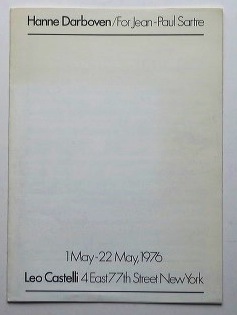 Hanne Darboven/For Jean-Paul Sartre
1 May-22 May, 1976
Leo Castelli 4 East 77th Street New York